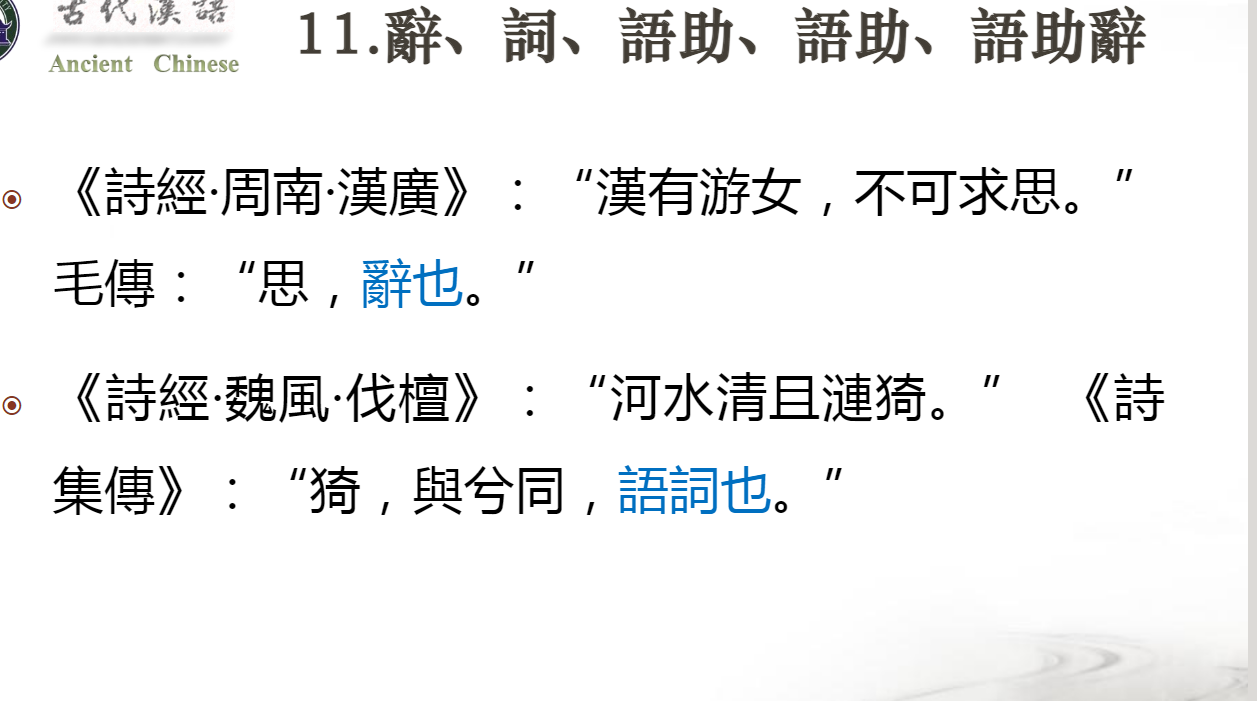 古代漢語
Ancient Chinese
11.辭、詞、語助、語助、語助辭
《詩經·周南·漢廣》：“漢有游女，不可求思。”
毛傳：“思，辭也。”
《詩經·魏風·伐檀》：“河水清且漣猗。” 《詩
集傳》：“猗，與兮同，語詞也。”